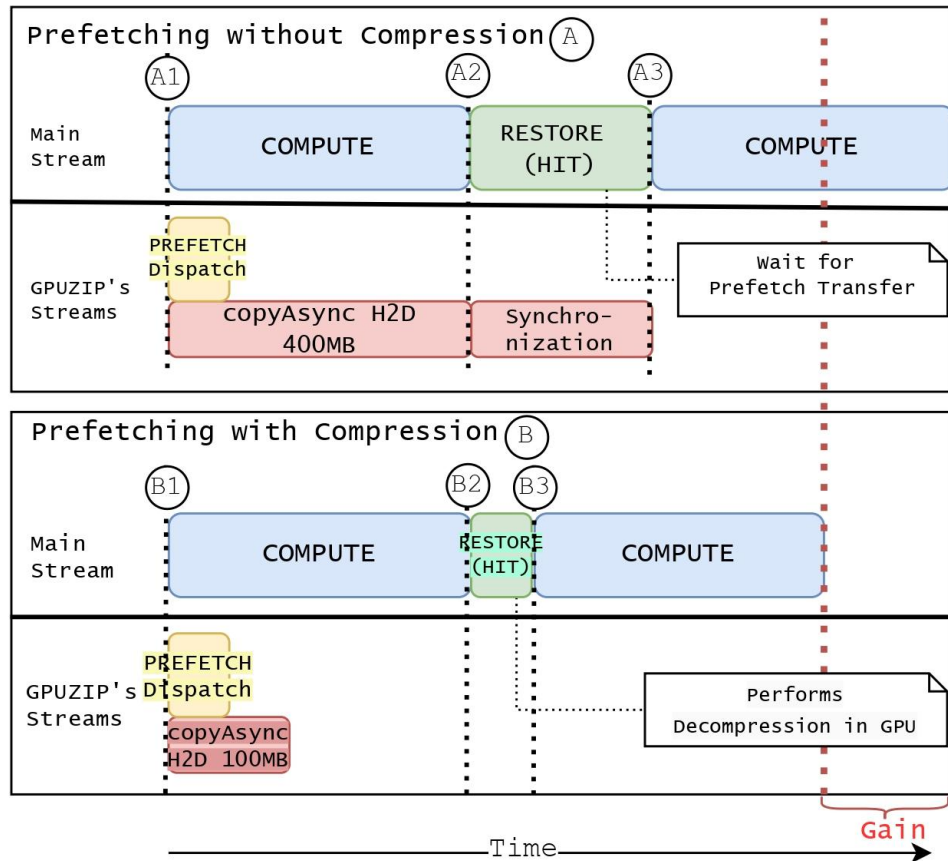 Prefetching without Compression A
A1
A2
A3
Main
Stream
COMPUTE
RESTORE
(HIT)
COMPUTE
GPUZIP's
Streams
PREFETCH
Dispatch
copyAsync H2D
400MB
Synchro-
nization
Wait for
Prefetch Transfer
Prefetching with Compression B
B1
B2
B3
Main
Stream
COMPUTE
RESTORE
(HIT)
COMPUTE
GPUZIP's
Streams
PREFETCH
Dispatch
copyAsync
H2D 100MB
Performs
Decompression in GPU
Gain
Time